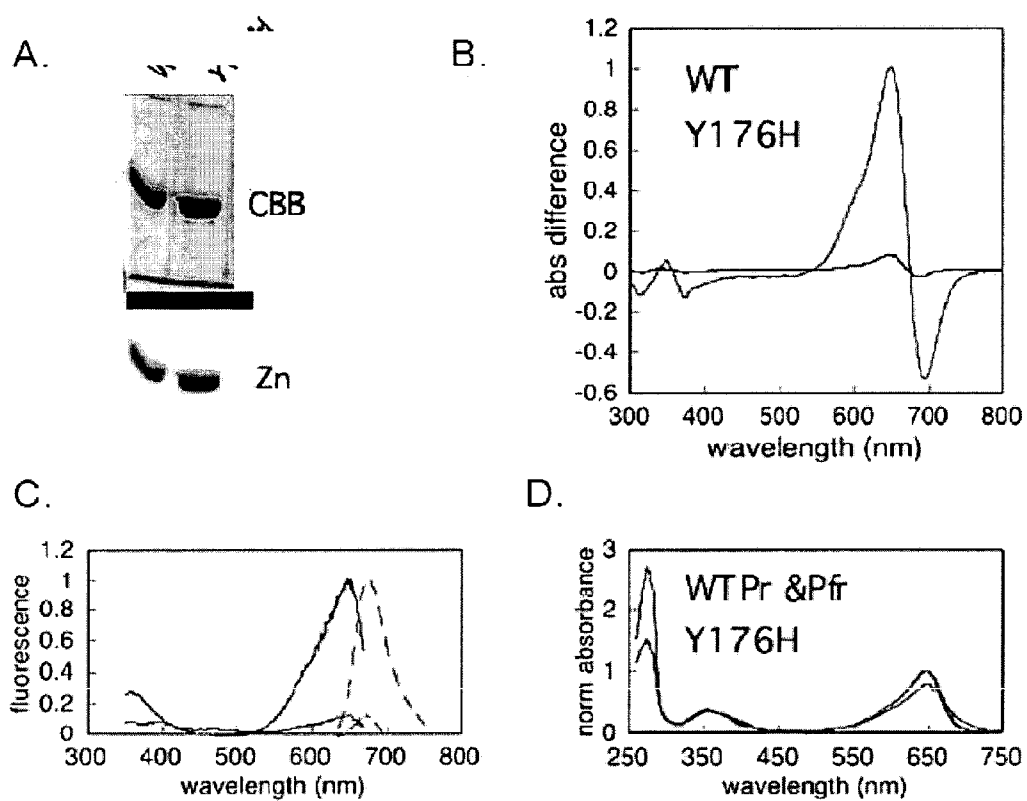 A.
CBB
Zn
B.
WT
Y176H
abs difference
1.2
1
0.8
0.6
0.4
0.2
0
-0.2
-0.4
-0.6
300 400 500 600 700 800
wavelength (nm)
C.
fluorescence
1.2
1
0.8
0.6
0.4
0.2
0
300 400 500 600 700 800
wavelength (nm)
D.
WT Pr & Pfr
Y176H
norm absorbance
3
2
1
0
250 350 450 550 650 750
wavelength (nm)